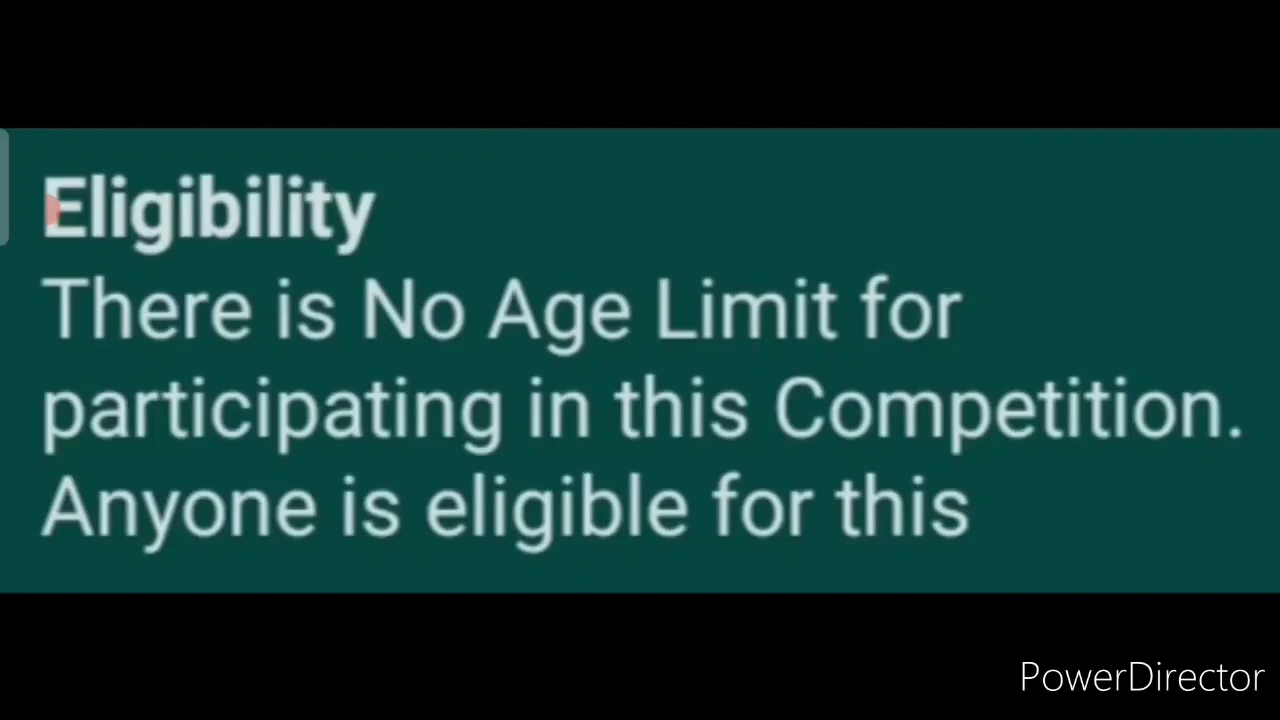 Eligibility
There is No Age Limit for
participating in this Competition.
Anyone is eligible for this
PowerDirector